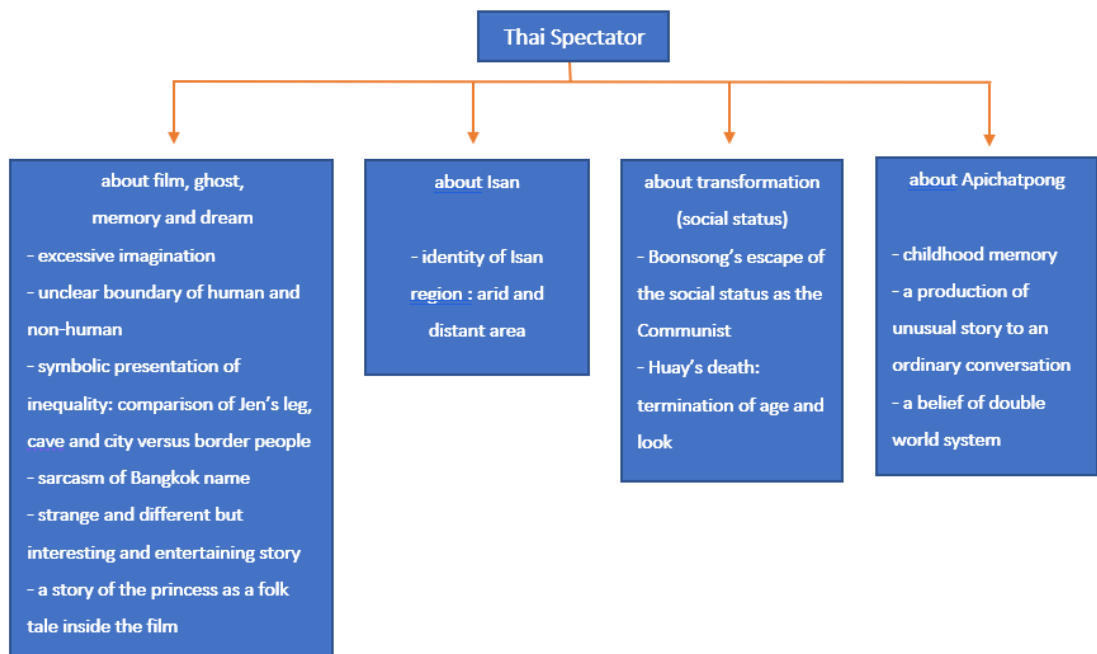 Thai Spectator
about film, ghost,
memory and dream
- excessive imagination
- unclear boundary of human and
non-human
- symbolic presentation of
inequality: comparison of Jen's leg,
cave and city versus border people
- sarcasm of Bangkok name
- strange and different but
interesting and entertaining story
- a story of the princess as a folk
tale inside the film
about Isan
- identity of Isan
region : arid and
distant area
about transformation
(social status)
- Boonsong's escape of
the social status as the
Communist
- Huay's death:
termination of age and
look
about Apichatpong
- childhood memory
- a production of
unusual story to an
ordinary conversation
- a belief of double
world system